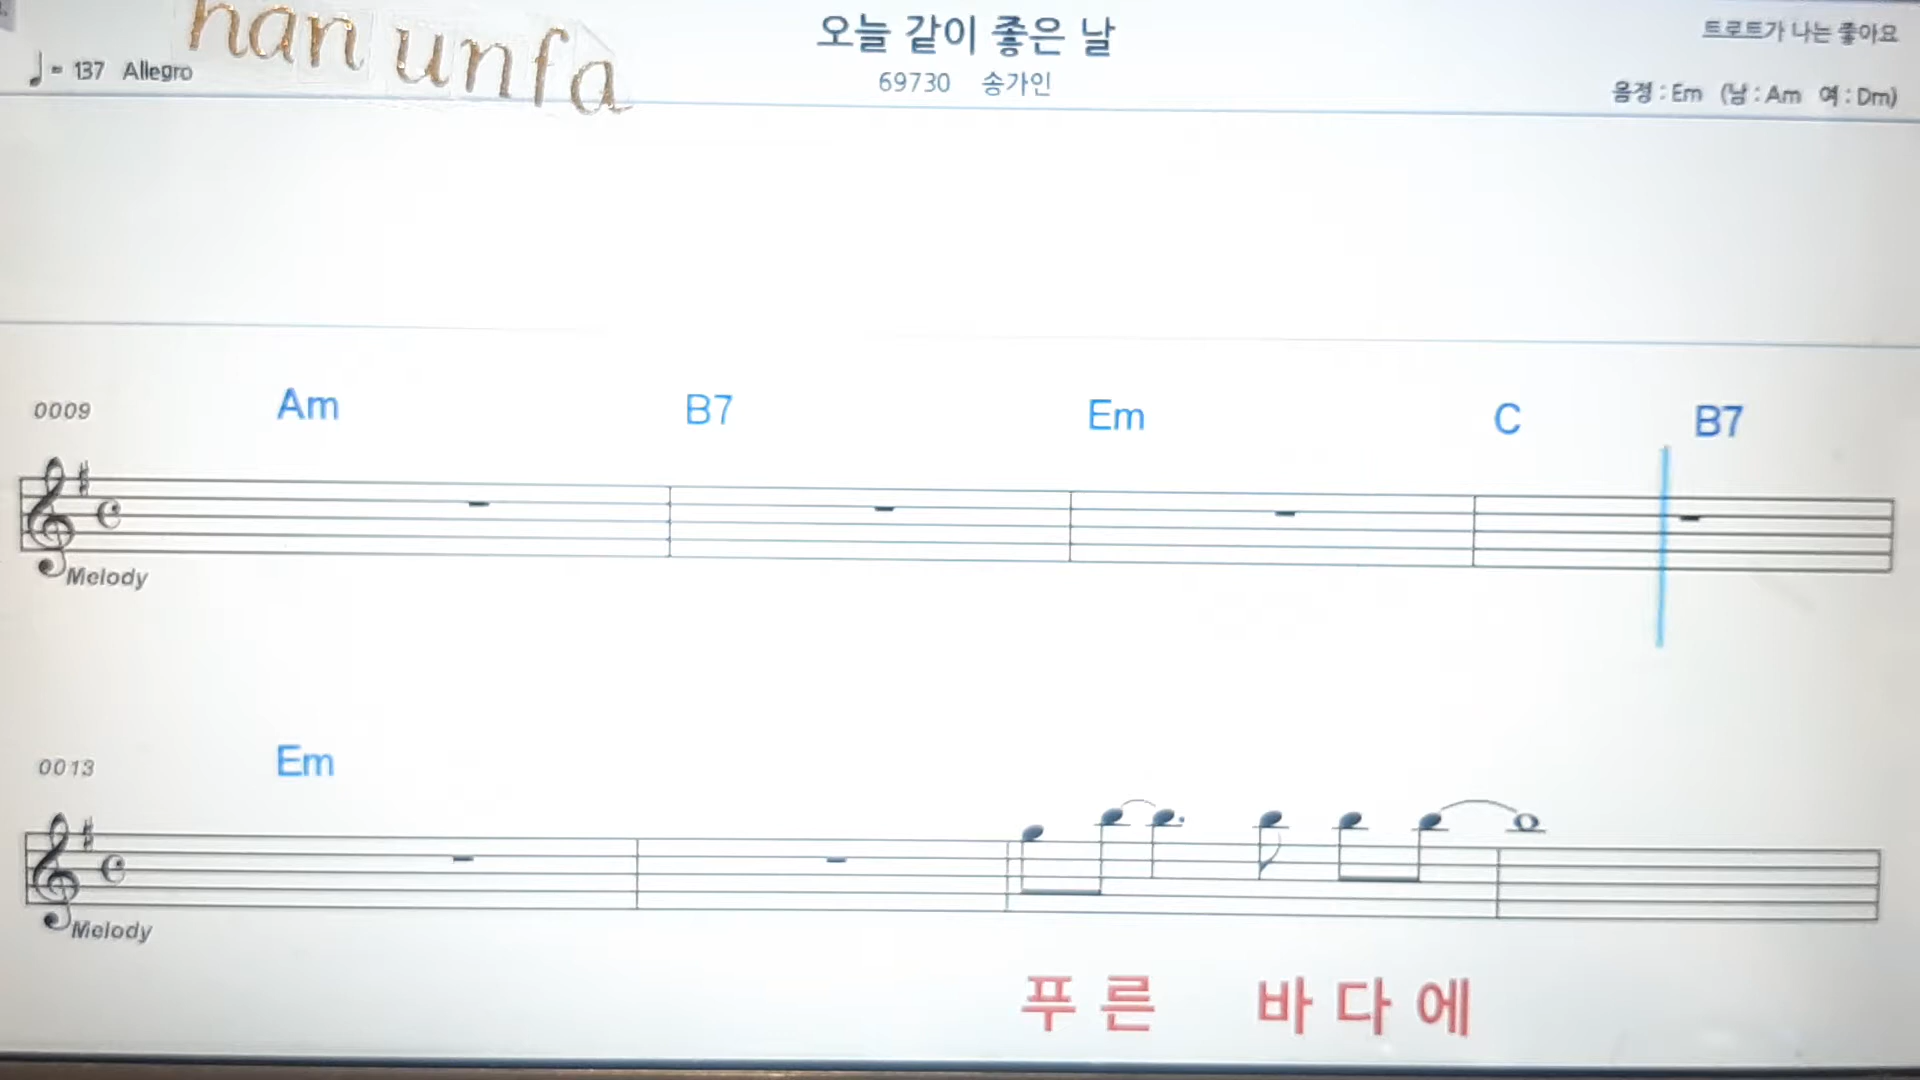 han unfa
오늘 같이 좋은 날
트로트가 나는 좋아요
♩= 137 Allegro
69730 송가인
음정 : Em (남 : Am 여 : Dm)
0009 Am B7 Em C B7
Melody
0013 Em
Melody
푸른 바다에